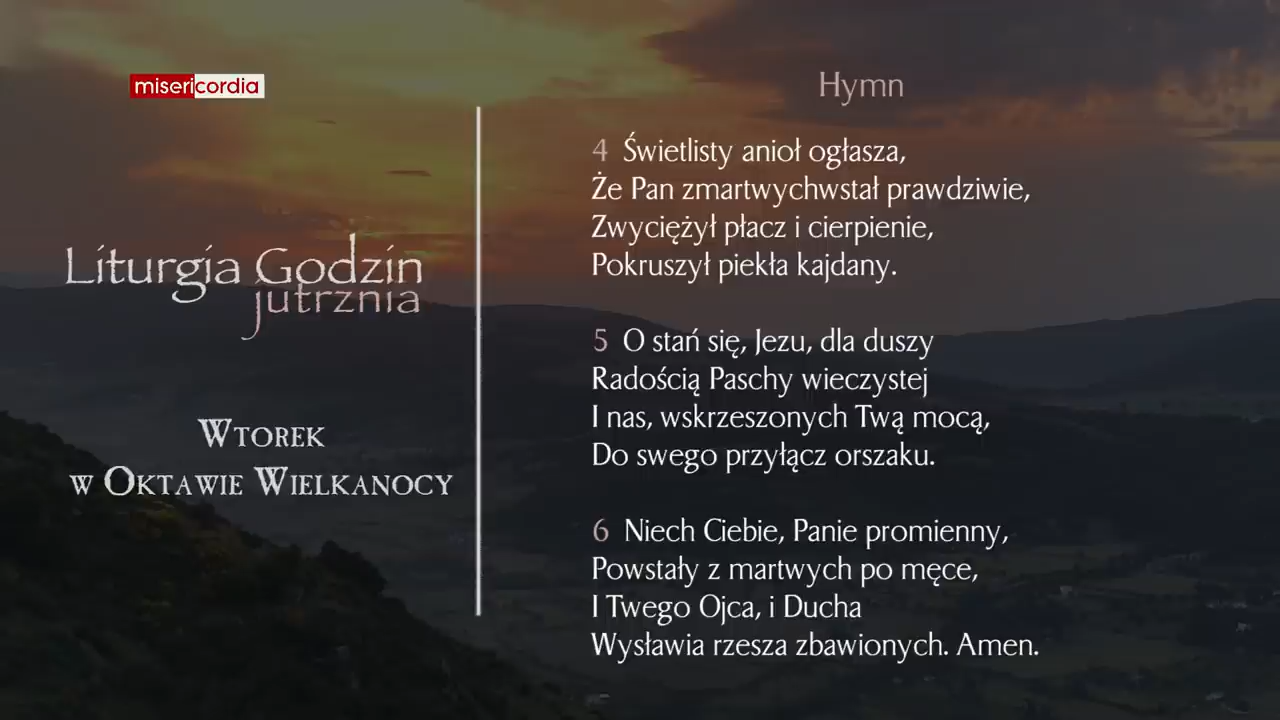 misericordia
Liturgia Godzin
jutrznia
Wtorek
w Oktawie Wielkanocy
Hymn
4 Świetlisty anioł ogłasza,
Że Pan zmartwychwstał prawdziwie,
Zwyciężył płacz i cierpienie,
Pokruszył piekła kajdany.
5 O stań się, Jezu, dla duszy
Radością Paschy wieczystej
I nas, wskrzeszonych Twą mocą,
Do swego przyłącz orszaku.
6 Niech Ciebie, Panie promienny,
Powstały z martwych po męce,
I Twego Ojca, i Ducha
Wysławia rzesza zbawionych. Amen.